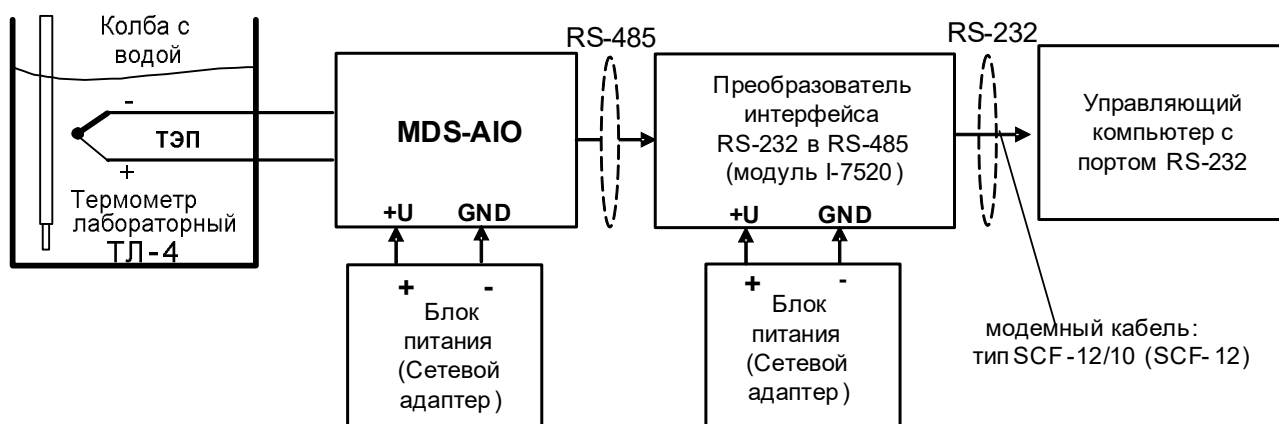 Колба с
водой
-
ТЭП
+
Термометр
лабораторный
ТЛ-4
MDS-AIO
+U GND
+ -
Блок
питания
(Сетевой
адаптер)
RS-485
Преобразователь
интерфейса
RS-232 в RS-485
(модуль I-7520)
+U GND
+ -
Блок
питания
(Сетевой
адаптер)
RS-232
Управляющий
компьютер с
портом RS-232
модемный кабель:
тип SCF-12/10 (SCF-12)